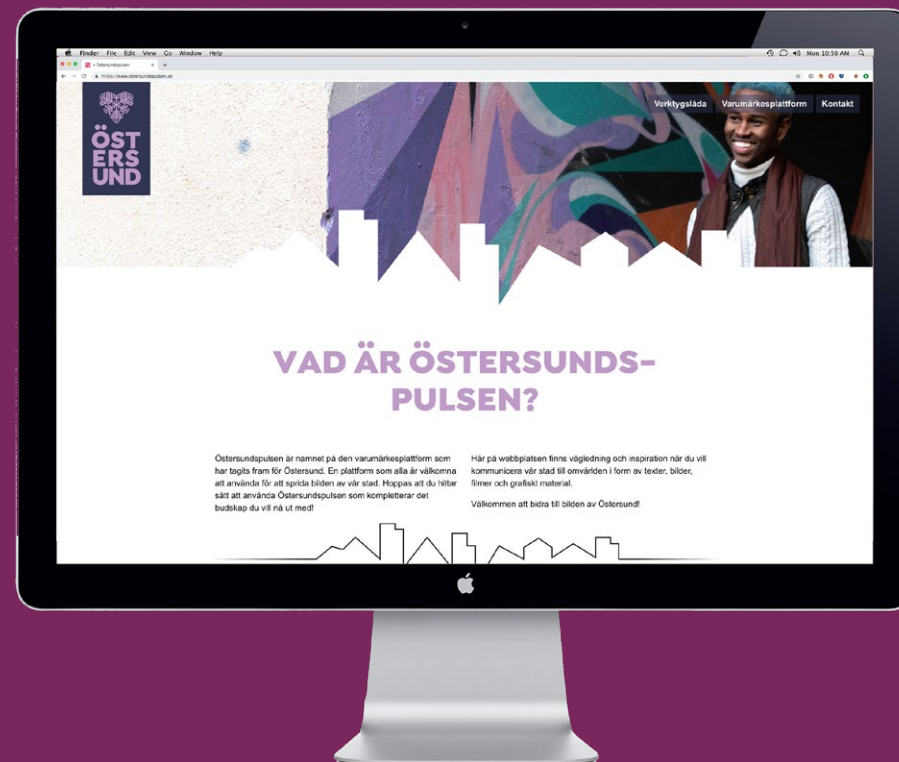 Finder File Edit View Go Window Help
Mon 10:50 AM
Östersundspulsen
https://www.ostersundspulsen.se
ÖST
ERS
UND
Verktygslåda Varumärkesplattform Kontakt
VAD ÄR ÖSTERSUNDS-
PULSEN?
Östersundspulsen är namnet på den varumärkesplattform som
har tagits fram för Östersund. En plattform som alla är välkomna
att använda för att sprida bilden av vår stad. Hoppas att du hittar
sätt att använda Östersundspulsen som kompletterar det
budskap du vill nå ut med!
Här på webbplatsen finns vägledning och inspiration när du vill
kommunicera vår stad till omvärlden i form av texter, bilder,
filmer och grafiskt material.
Välkommen att bidra till bilden av Östersund!